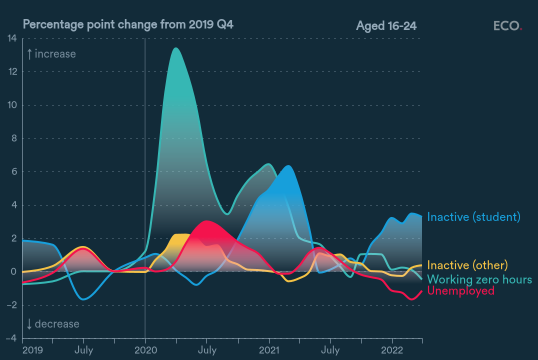 Percentage point change from 2019 Q4
Aged 16-24
ECO.
14
↑ increase
12
10
8
6
4
Inactive (student)
2
Inactive (other)
0
Working zero hours
Unemployed
-2
↓ decrease
-4
2019 July 2020 July 2021 July 2022